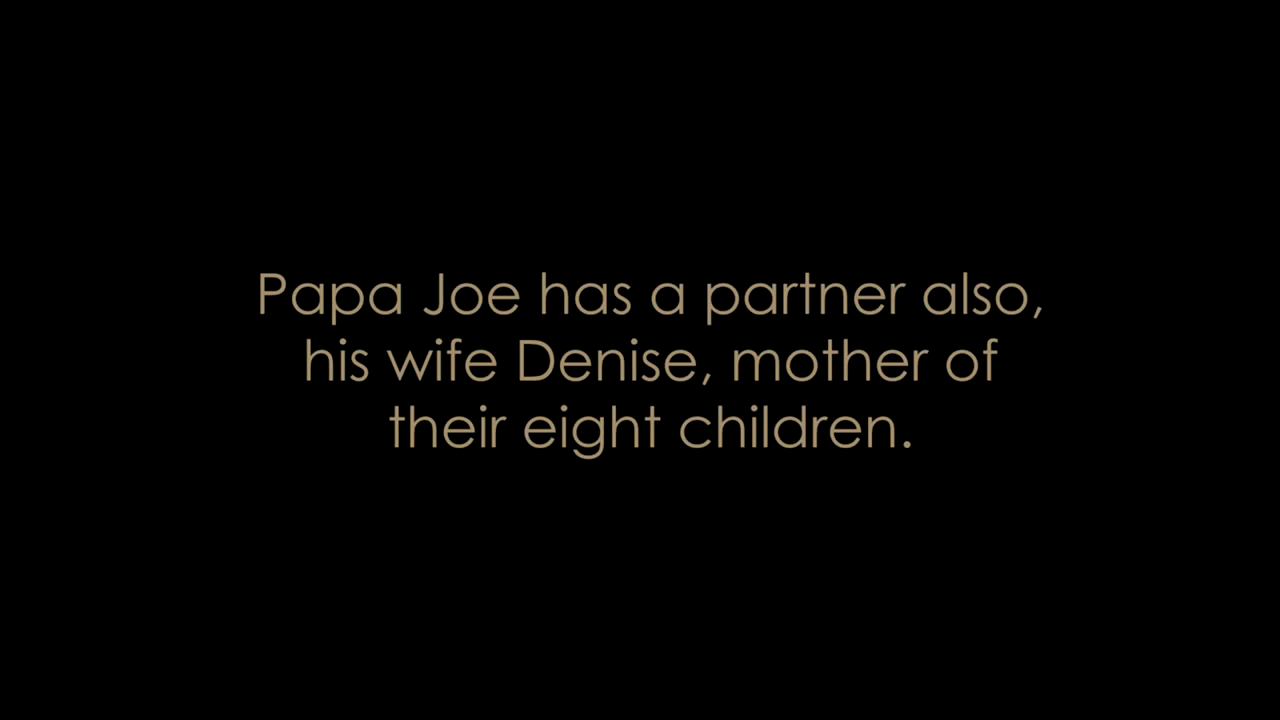 Papa Joe has a partner also,
his wife Denise, mother of
their eight children.